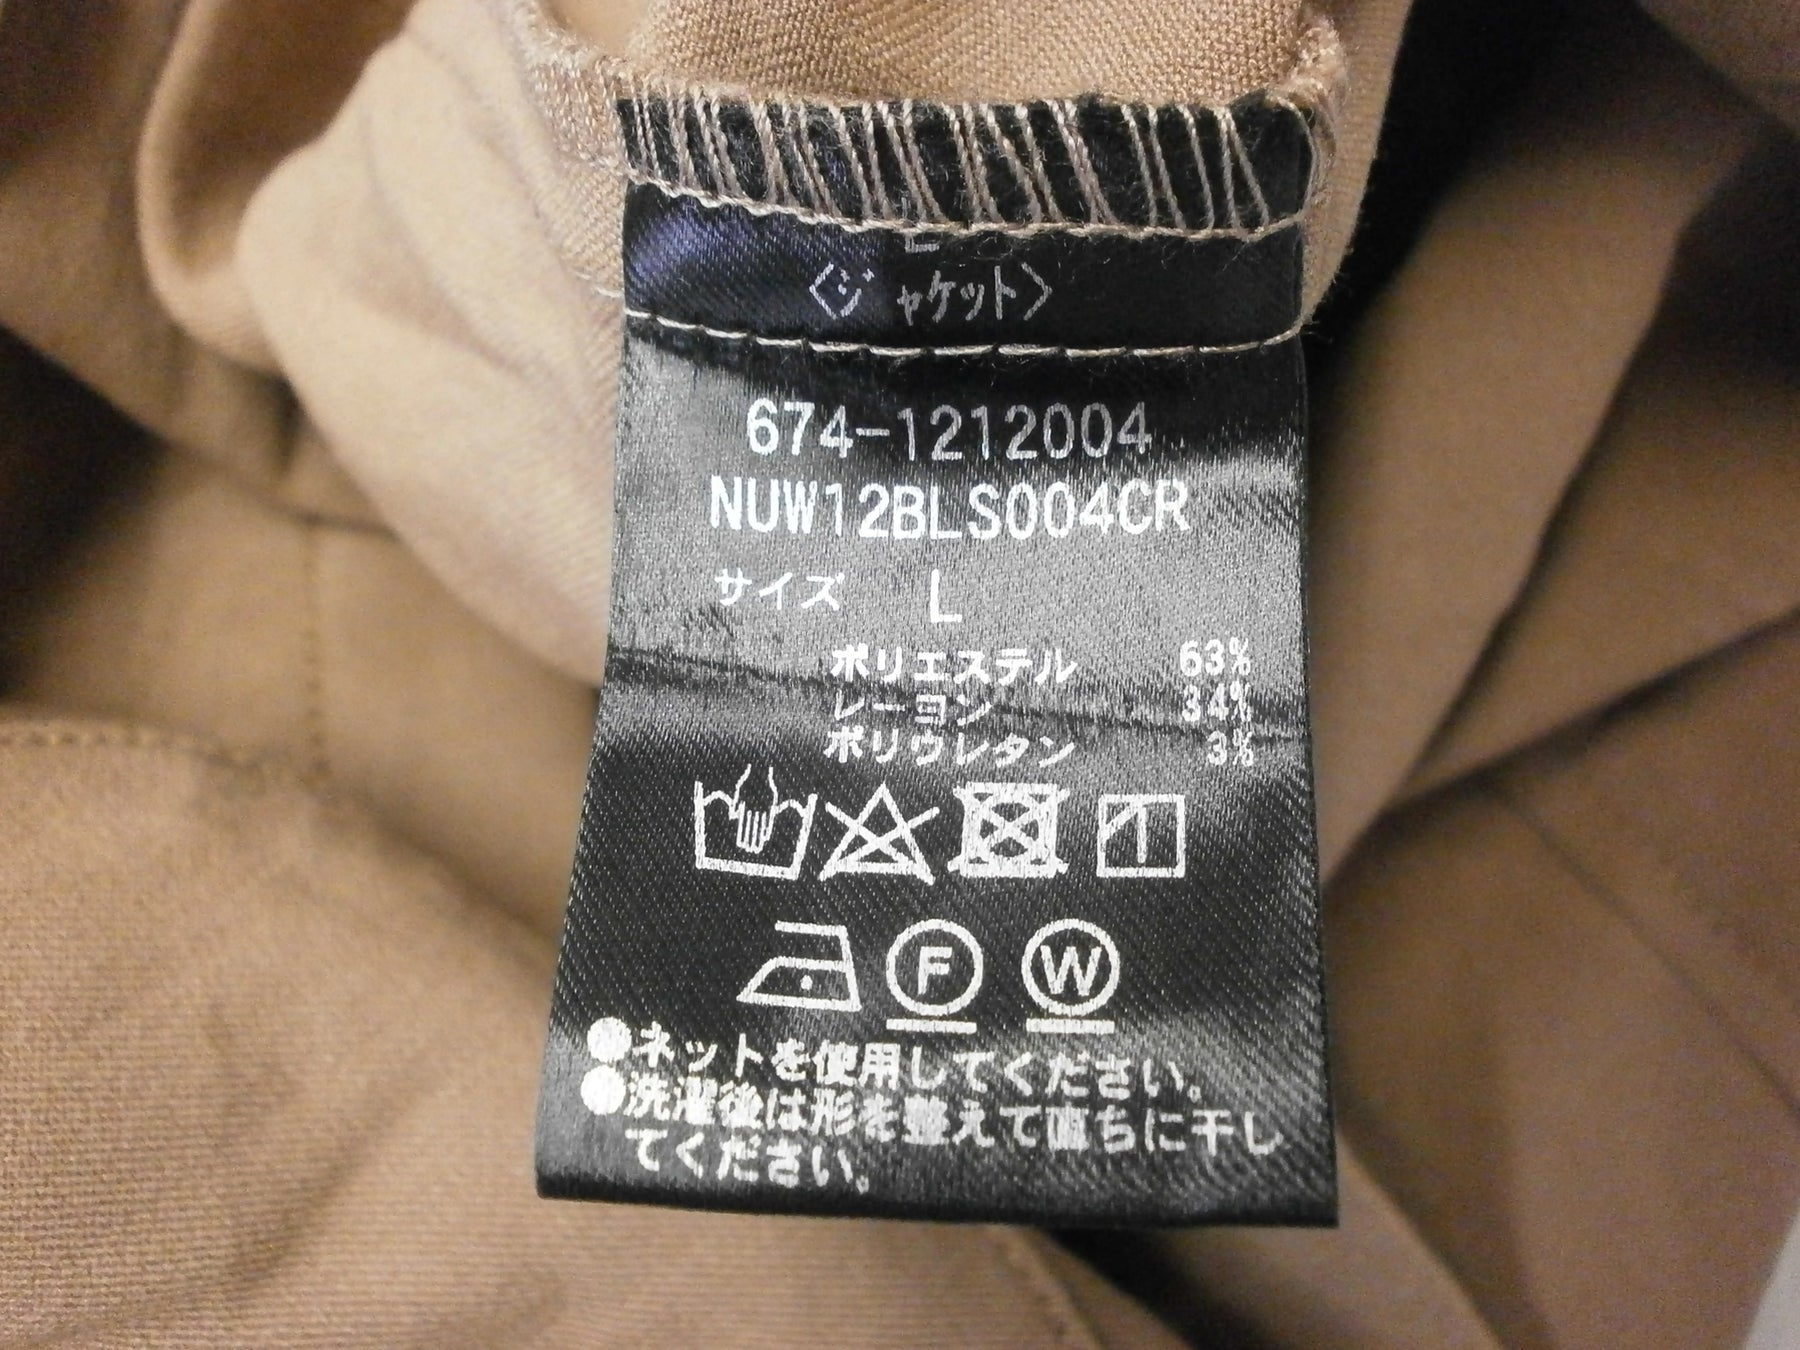 L
〈ジャケット〉
674-1212004
NUW12BLS004CR
サイズ L
ポリエステル 63%
レーヨン 34%
ポリウレタン 3%
F W
●ネットを使用してください。
●洗濯後は形を整えて直ちに干し
てください。